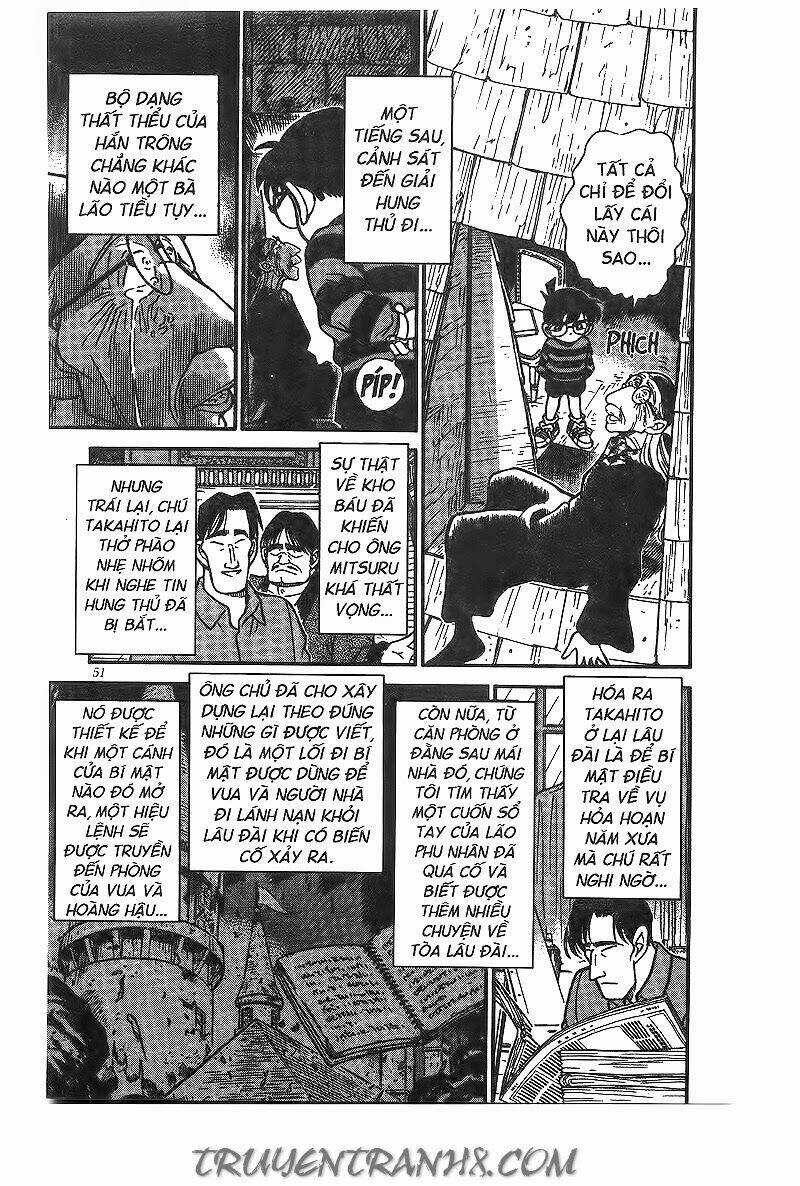 TẤT CẢ
CHỈ ĐỂ ĐỔI
LẤY CÁI
NÀY THÔI
SAO...
PHỊCH
MỘT
TIẾNG SAU,
CẢNH SÁT
ĐẾN GIẢI
HUNG
THỦ ĐI...
PÍP!
BỘ DẠNG
THẤT THỂU CỦA
HẮN TRÔNG
CHẲNG KHÁC
NÀO MỘT BÀ
LÃO TIỀU TỤY...
SỰ THẬT
VỀ KHO
BÁU ĐÃ
KHIẾN
CHO ÔNG
MITSURU
KHÁ THẤT
VỌNG...
NHƯNG
TRÁI LẠI, CHÚ
TAKAHITO LẠI
THỞ PHÀO
NHẸ NHÕM
KHI NGHE TIN
HUNG THỦ ĐÃ
BỊ BẮT...
51
HÓA RA
TAKAHITO
Ở LẠI LÂU
ĐÀI LÀ ĐỂ BÍ
MẬT ĐIỀU
TRA VỀ VỤ
HỎA HOẠN
NĂM XƯA
MÀ CHÚ RẤT
NGHI NGỜ...
CÒN NỮA, TỪ
CĂN PHÒNG Ở
ĐẰNG SAU MÁI
NHÀ ĐÓ, CHÚNG
TÔI TÌM THẤY
MỘT CUỐN SỔ
TAY CỦA LÃO
PHU NHÂN ĐÃ
QUÁ CỐ VÀ
BIẾT ĐƯỢC
THÊM NHIỀU
CHUYỆN VỀ
TÒA LÂU ĐÀI...
ÔNG CHỦ ĐÃ CHO XÂY
DỰNG LẠI THEO ĐÚNG
NHỮNG GÌ ĐƯỢC VIẾT,
ĐÓ LÀ MỘT LỐI ĐI BÍ
MẬT ĐƯỢC DÙNG ĐỂ
VUA VÀ NGƯỜI NHÀ
ĐI LÁNH NẠN KHỎI
LÂU ĐÀI KHI CÓ BIẾN
CỐ XẢY RA.
NÓ ĐƯỢC
THIẾT KẾ ĐỂ
KHI MỘT CÁNH
CỬA BÍ MẬT
NÀO ĐÓ MỞ
RA, MỘT HIỆU
LỆNH SẼ
ĐƯỢC TRUYỀN
ĐẾN PHÒNG
CỦA VUA VÀ
HOÀNG HẬU...
TRUYENTRANH8.COM